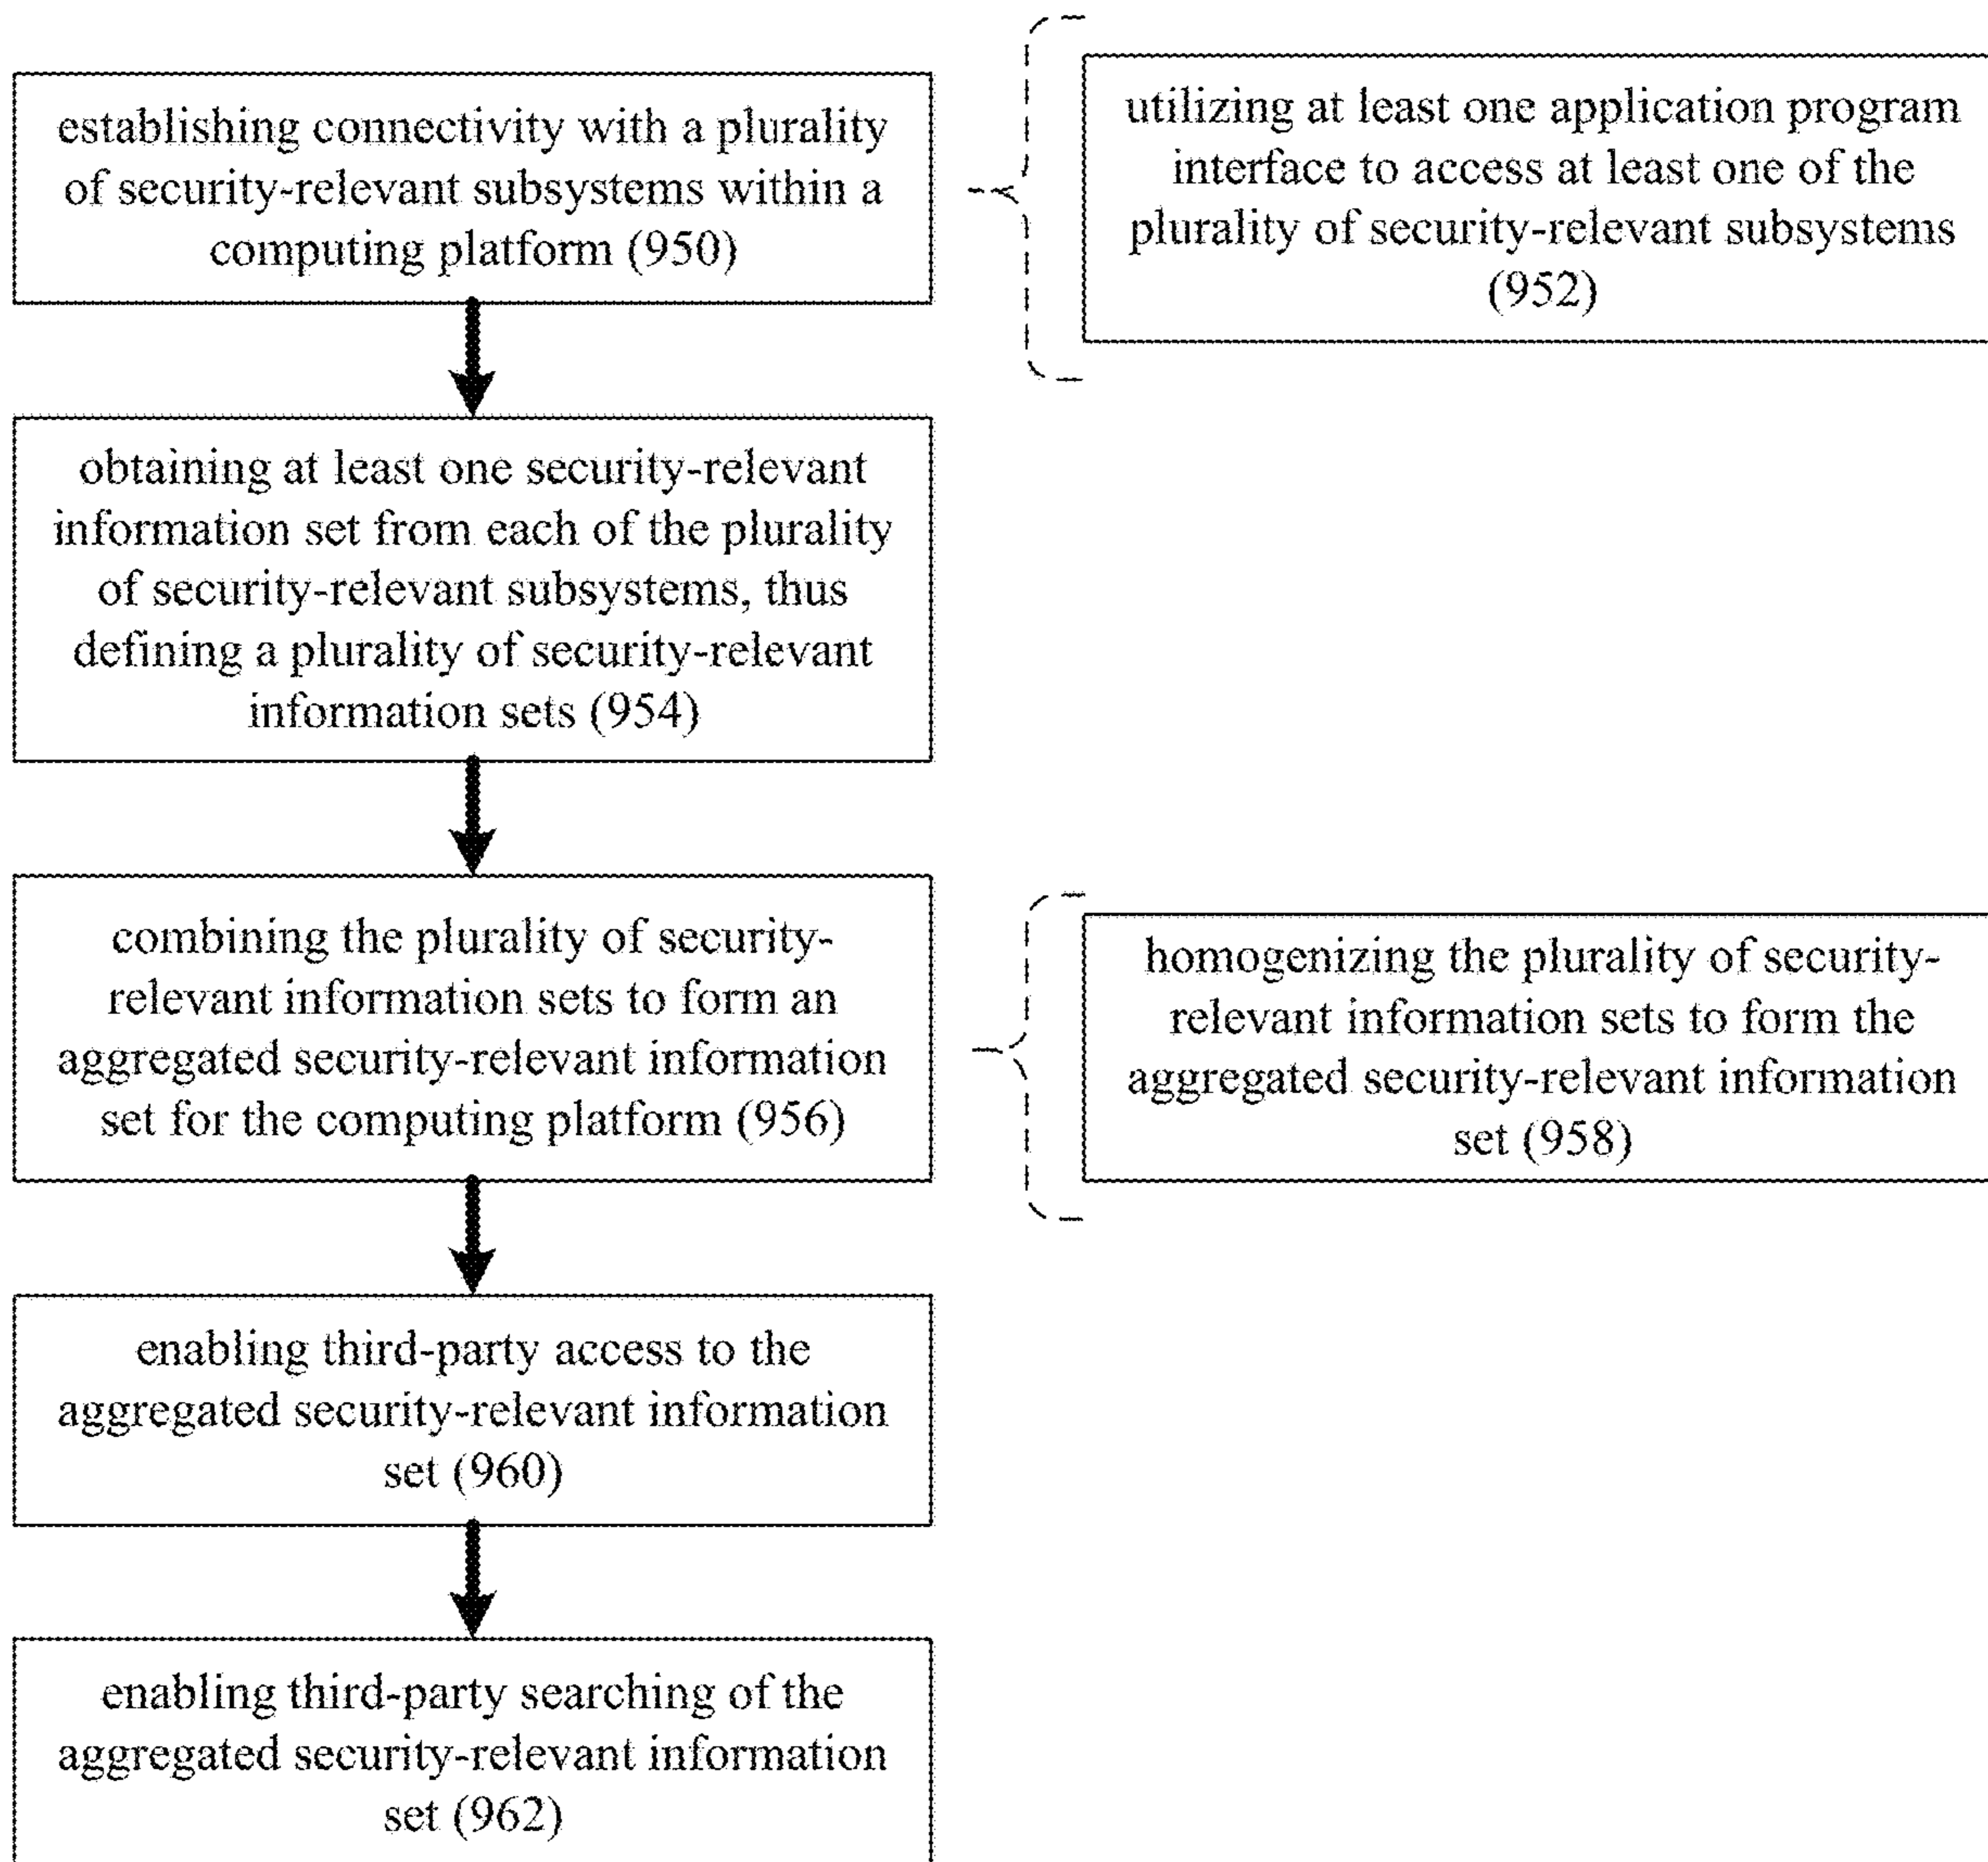 establishing connectivity with a plurality
of security-relevant subsystems within a
computing platform (950)
utilizing at least one application program
interface to access at least one of the
plurality of security-relevant subsystems
(952)
obtaining at least one security-relevant
information set from each of the plurality
of security-relevant subsystems, thus
defining a plurality of security-relevant
information sets (954)
combining the plurality of security-
relevant information sets to form an
aggregated security-relevant information
set for the computing platform (956)
homogenizing the plurality of security-
relevant information sets to form the
aggregated security-relevant information
set (958)
enabling third-party access to the
aggregated security-relevant information
set (960)
enabling third-party searching of the
aggregated security-relevant information
set (962)